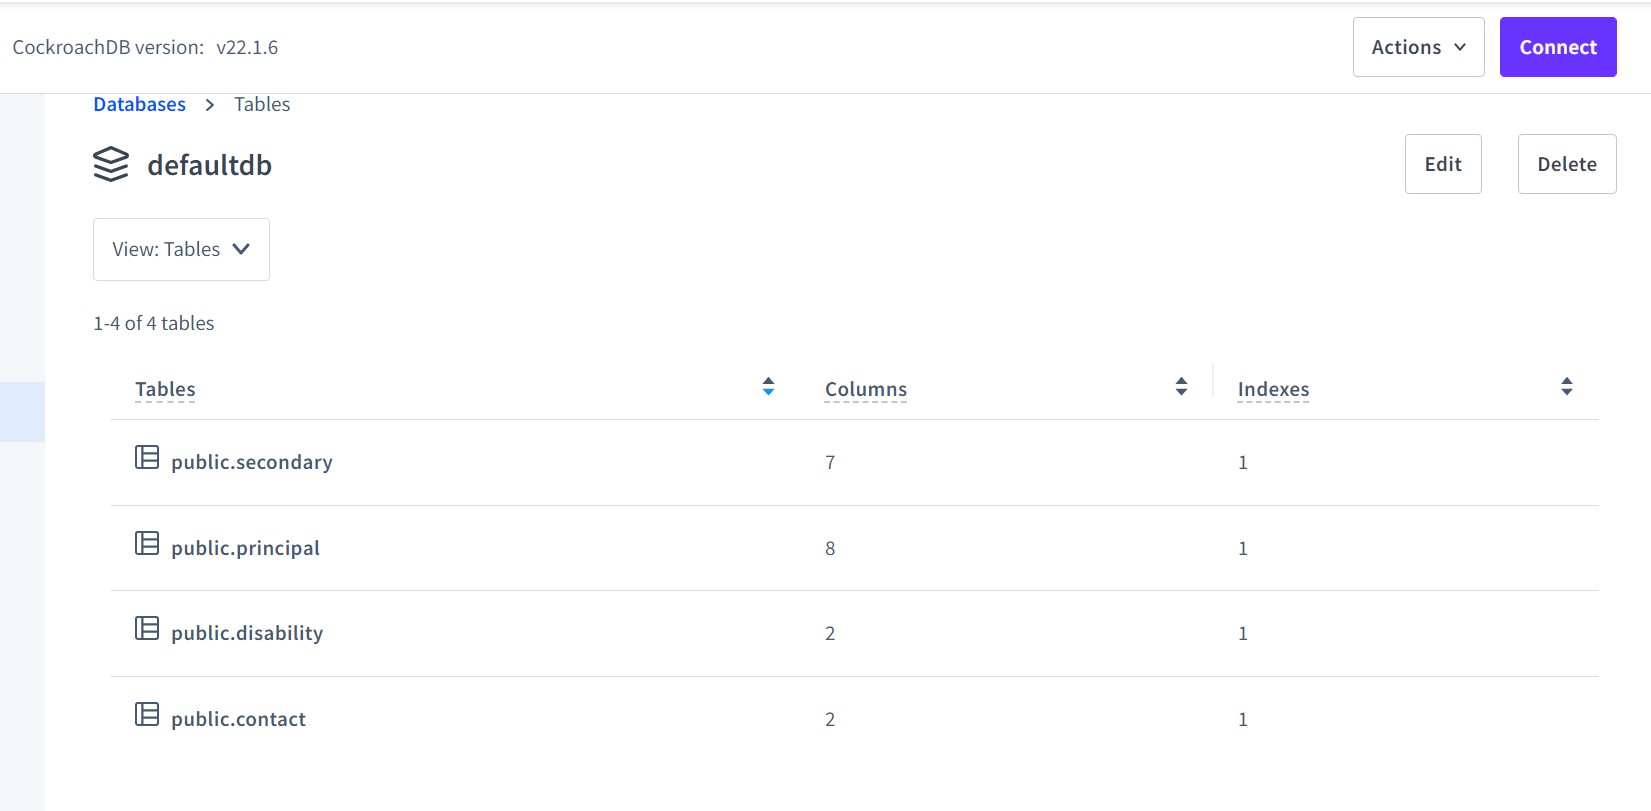 CockroachDB version: v22.1.6
Actions
Connect
Databases > Tables
defaultdb
Edit
Delete
View: Tables
1-4 of 4 tables
Tables Columns Indexes
public.secondary 7 1
public.principal 8 1
public.disability 2 1
public.contact 2 1